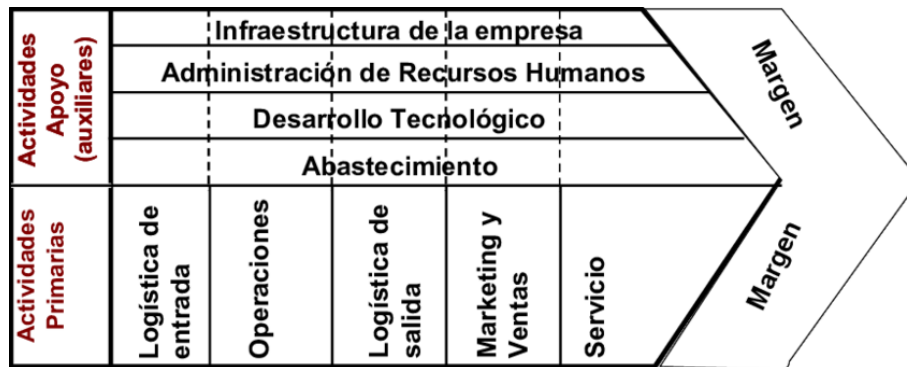 Actividades
Apoyo
(auxiliares)
Infraestructura de la empresa
Administración de Recursos Humanos
Desarrollo Tecnológico
Abastecimiento
Margen
Actividades
Primarias
Logística de
entrada
Operaciones
Logística de
salida
Marketing y
Ventas
Servicio
Margen